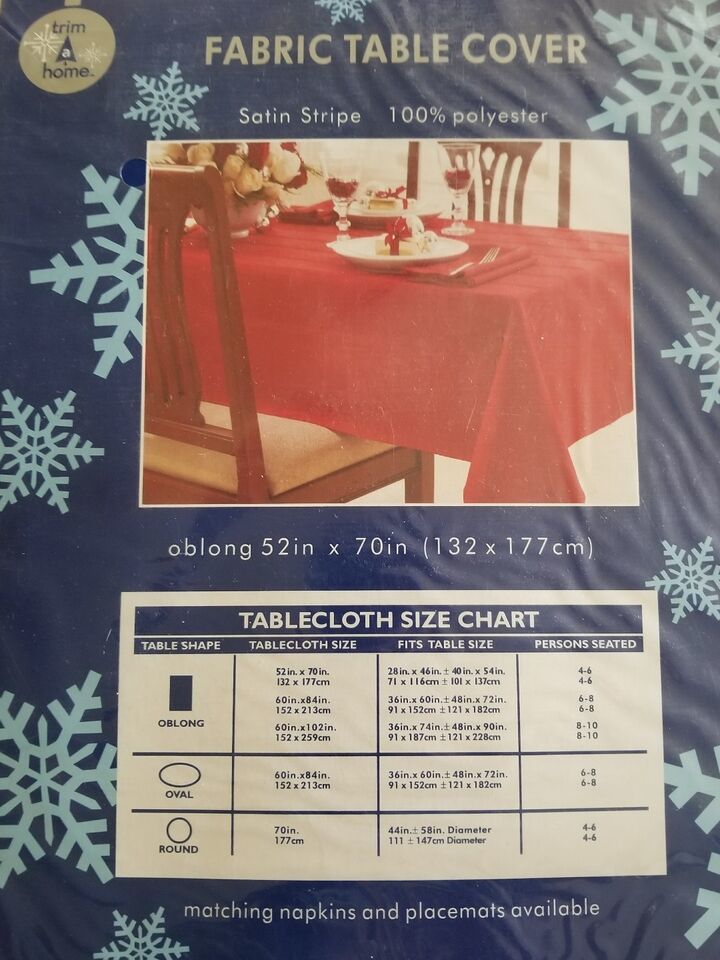 trim
a
home™
FABRIC TABLE COVER
Satin Stripe 100% polyester
oblong 52in x 70in (132 x 177cm)
TABLECLOTH SIZE CHART
TABLE SHAPE TABLECLOTH SIZE FITS TABLE SIZE PERSONS SEATED
52in. x 70in. 28in. x 46in. ± 40in. x 54in. 4-6
132 x 177cm 71 x 116cm ± 101 x 137cm 4-6
60in.x84in. 36in.x 60in.± 48in.x 72in. 6-8
152 x 213cm 91 x 152cm ± 121 x 182cm 6-8
OBLONG
60in.x102in. 36in.x 74in.± 48in.x 90in. 8-10
152 x 259cm 91 x 187cm ± 121 x 228cm 8-10
60in.x84in. 36in.x 60in.± 48in.x 72in. 6-8
152 x 213cm 91 x 152cm ± 121 x 182cm 6-8
OVAL
70in. 44in.± 58in. Diameter 4-6
177cm 111 ± 147cm Diameter 4-6
ROUND
matching napkins and placemats available